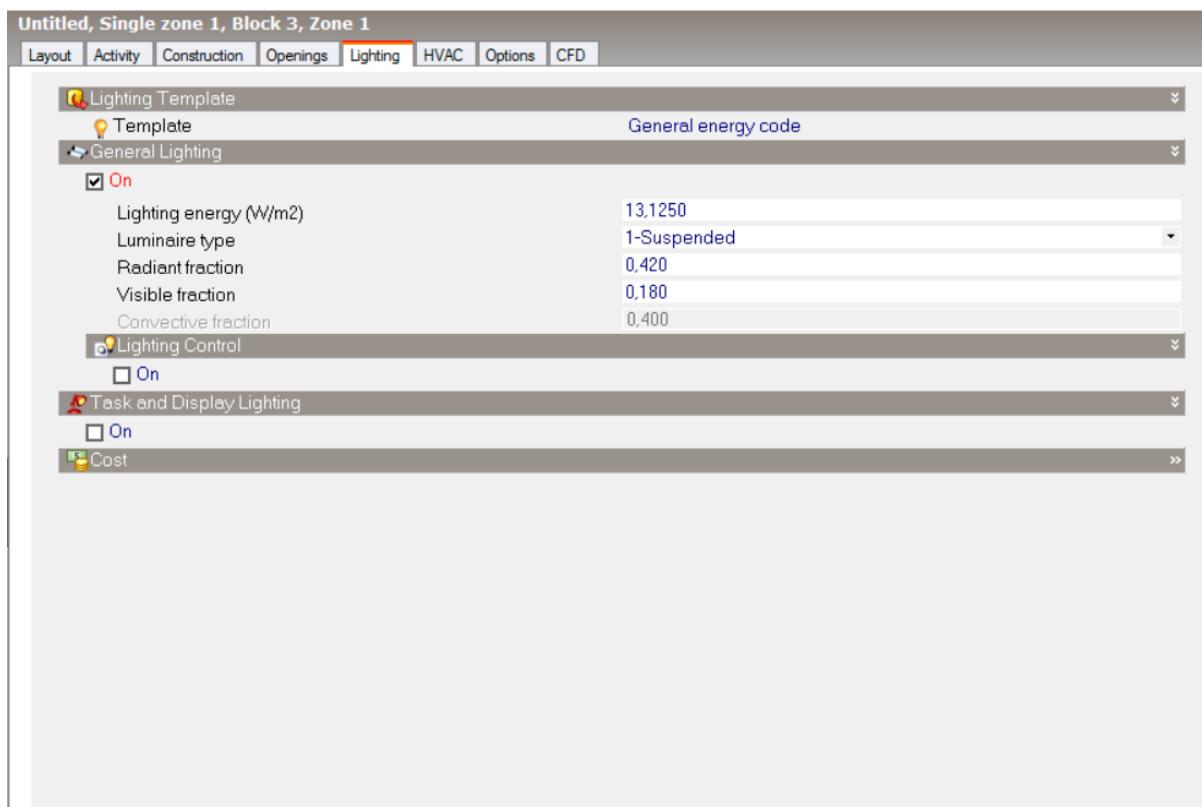 Untitled, Single zone 1, Block 3, Zone 1
Layout Activity Construction Openings Lighting HVAC Options CFD
Lighting Template
Template General energy code
General Lighting
On
Lighting energy (W/m2) 13,1250
Luminaire type 1-Suspended
Radiant fraction 0,420
Visible fraction 0,180
Convective fraction 0,400
Lighting Control
On
Task and Display Lighting
On
Cost